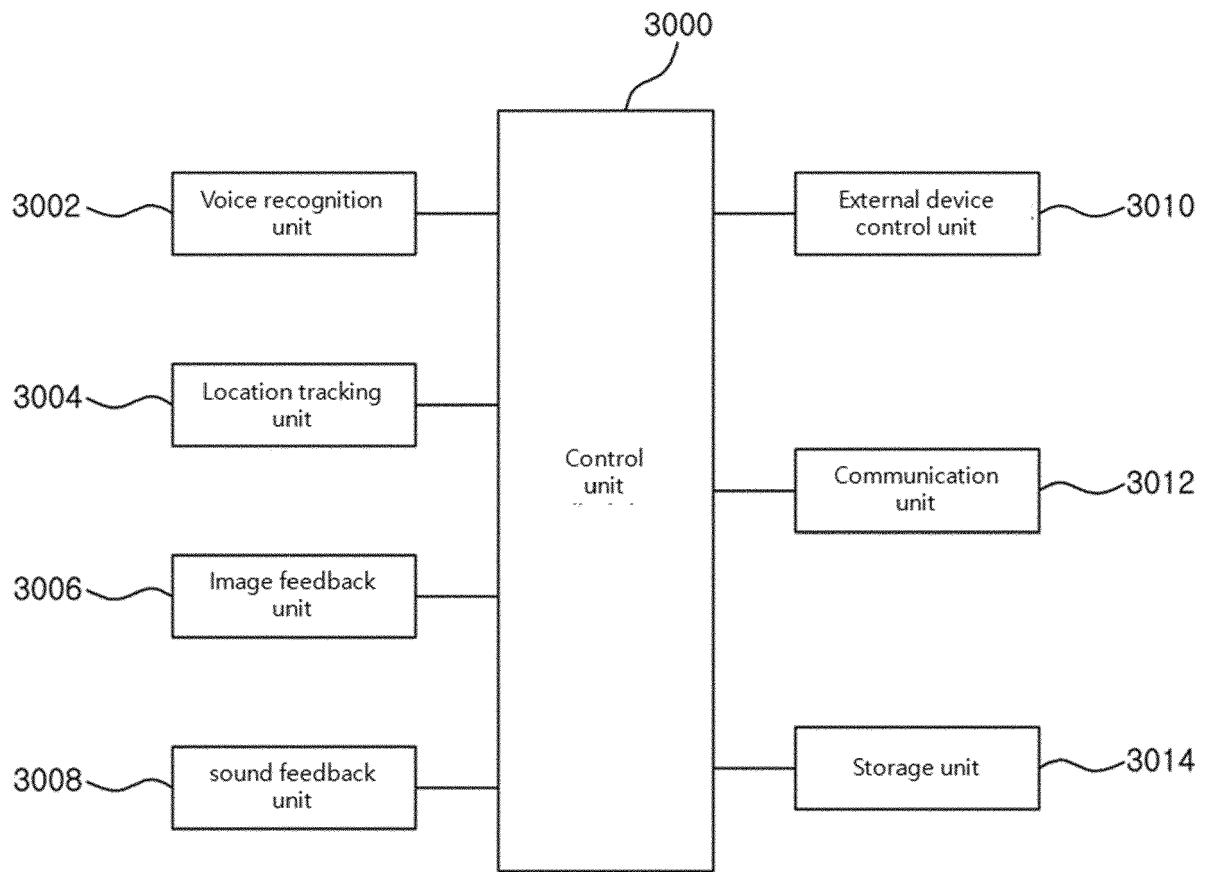 3000
3002
Voice recognition
unit
External device
control unit
3010
3004
Location tracking
unit
Control
unit
Communication
unit
3012
3006
Image feedback
unit
3008
sound feedback
unit
Storage unit
3014